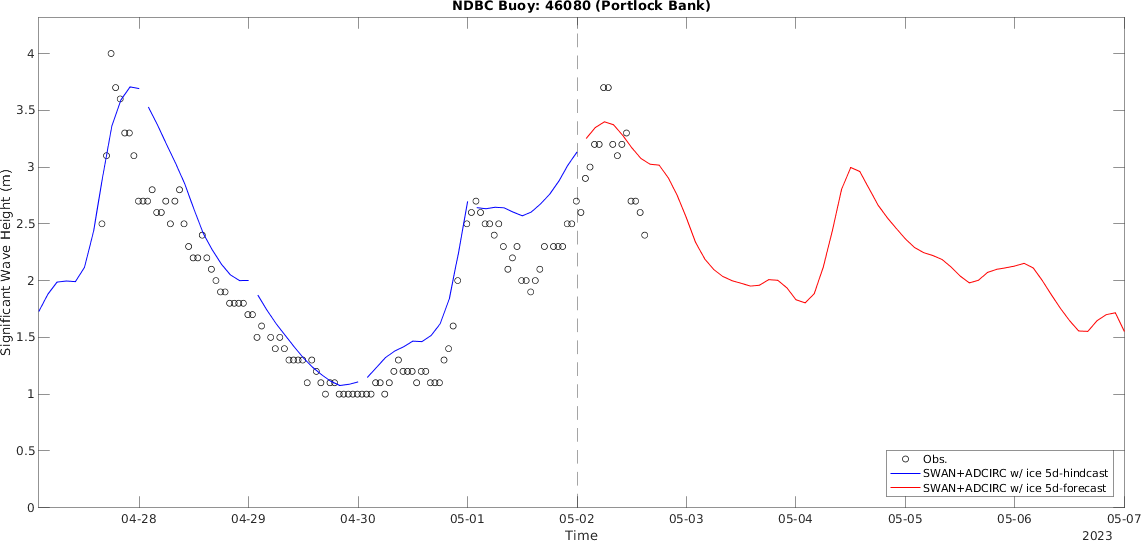 NDBC Buoy: 46080 (Portlock Bank)
Significant Wave Height (m)
4
3.5
3
2.5
2
1.5
1
0.5
0
Obs.
SWAN+ADCIRC w/ ice 5d-hindcast
SWAN+ADCIRC w/ ice 5d-forecast
04-28 04-29 04-30 05-01 05-02 05-03 05-04 05-05 05-06 05-07
Time
2023